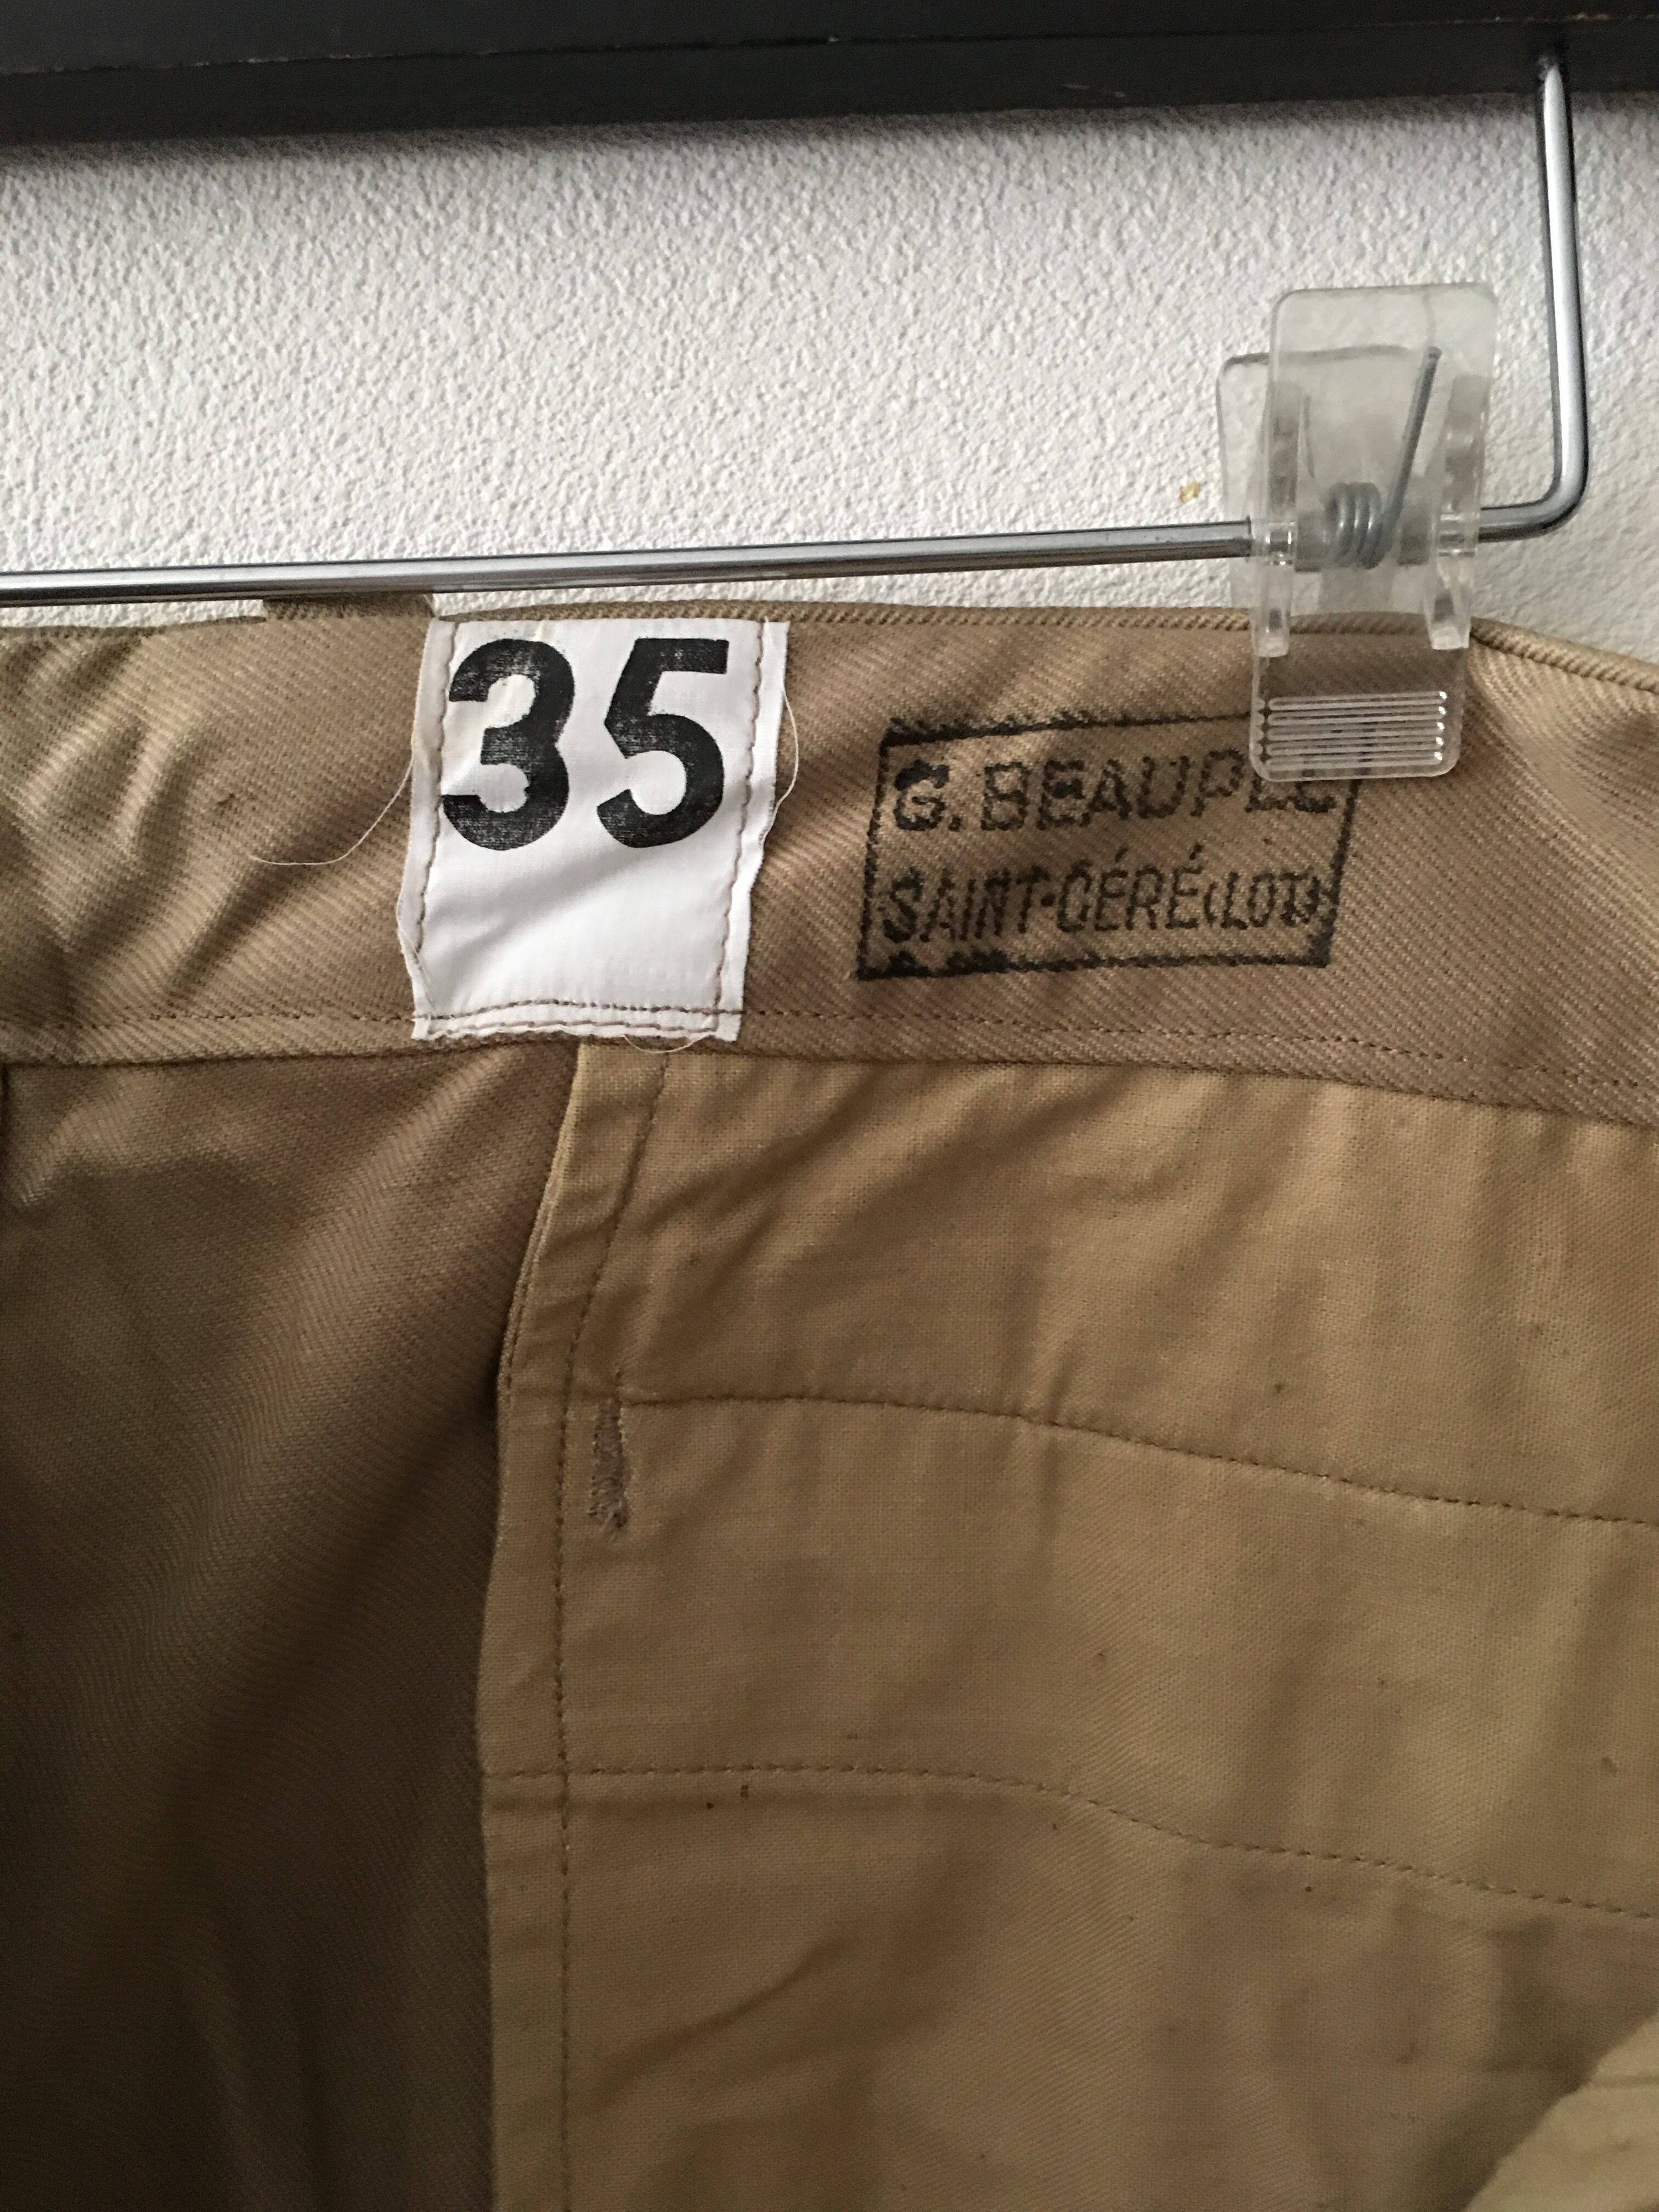 35
G. BEAUPLE
SAINT-CÉRÉ (LOT)